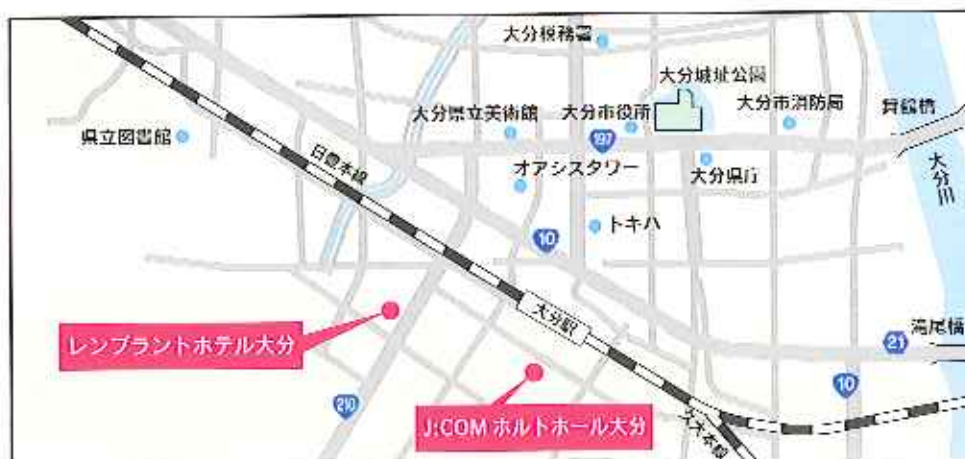 大分税務署
大分城址公園
大分県立美術館
大分市役所
大分市消防局
舞鶴橋
県立図書館
197
日豊本線
オアシスタワー
大分県庁
大分川
トキハ
10
大分駅
滝尾橋
レンブラントホテル大分
21
10
210
J:COM ホルトホール大分
久大本線